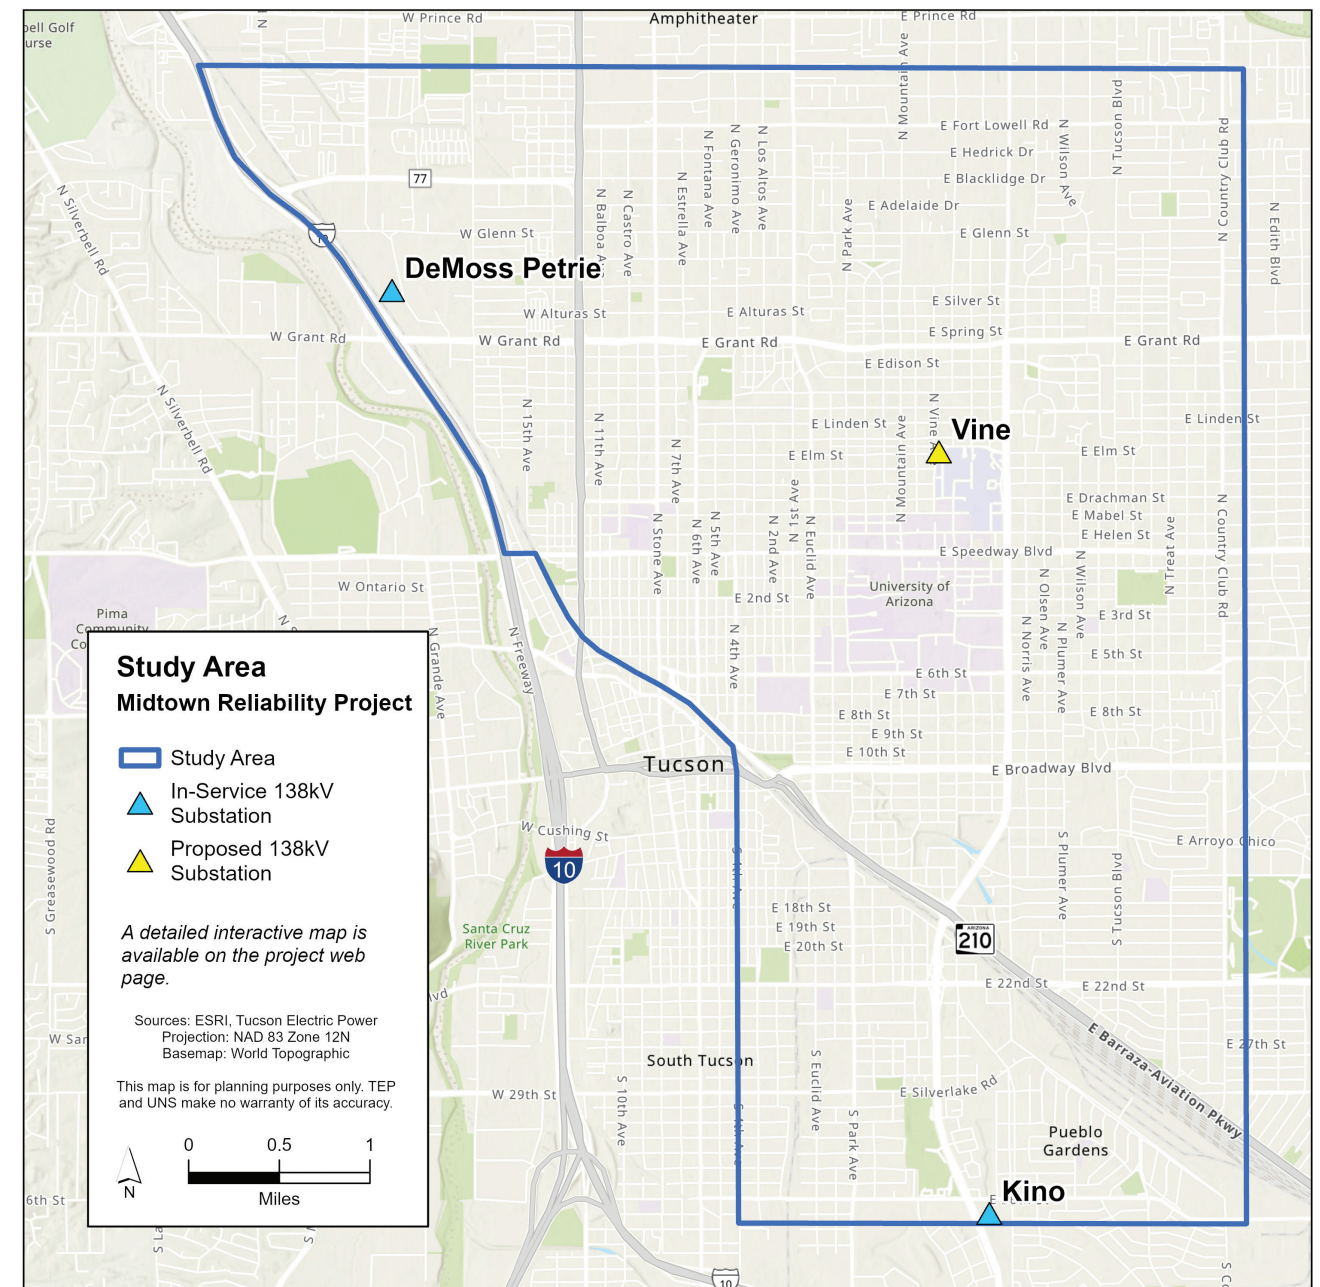 W Prince Rd
Amphitheater
E Prince Rd
N Mountain Ave
N Tucson Blvd
E Fort Lowell Rd
N Wilson Ave
N Country Club Rd
E Hedrick Dr
N Fontana Ave
N Geronimo Ave
N Los Altos Ave
77
E Blacklidge Dr
N Silverbell Rd
N Estrella Ave
N Castro Ave
N Park Ave
E Adelaide Dr
N Edith Blvd
W Glenn St
E Glenn St
DeMoss Petrie
E Silver St
W Alturas St
E Alturas St
E Spring St
W Grant Rd
W Grant Rd
E Grant Rd
E Grant Rd
E Edison St
N Silverbell Rd
N 15th Ave
N 11th Ave
E Linden St
N Mountain Ave
Vine
E Linden St
N 7th Ave
E Elm St
E Elm St
N 1st Ave
E Drachman St
E Mabel St
E Helen St
N Stone Ave
N 6th Ave
N 5th Ave
N 2nd Ave
N Euclid Ave
N Treat Ave
N Country Club Rd
E Speedway Blvd
N Wilson Ave
N Olsen Ave
W Ontario St
University of
Arizona
E 2nd St
Pima
Community
E 3rd St
N Norris Ave
N Plumer Ave
N Grande Ave
N Freeway
N 4th Ave
E 5th St
E 6th St
E 7th St
E 8th St
E 8th St
E 9th St
E 10th St
Tucson
E Broadway Blvd
W Cushing St
10
S Plumer Ave
S Tucson Blvd
E Arroyo Chico
S Greasewood Rd
Santa Cruz
River Park
S 4th Ave
E 18th St
E 19th St
E 20th St
ARIZONA
210
E 22nd St
E 22nd St
South Tucson
E Barraza-Aviation Pkwy
E 27th St
W 29th St
S 10th Ave
S 4th Ave
S Euclid Ave
S Park Ave
E Silverlake Rd
Pueblo
Gardens
Kino
10
Study Area
Midtown Reliability Project
Study Area
In-Service 138kV
Substation
Proposed 138kV
Substation
A detailed interactive map is
available on the project web
page.
Sources: ESRI, Tucson Electric Power
Projection: NAD 83 Zone 12N
Basemap: World Topographic
This map is for planning purposes only. TEP
and UNS make no warranty of its accuracy.
N
0 0.5 1
Miles